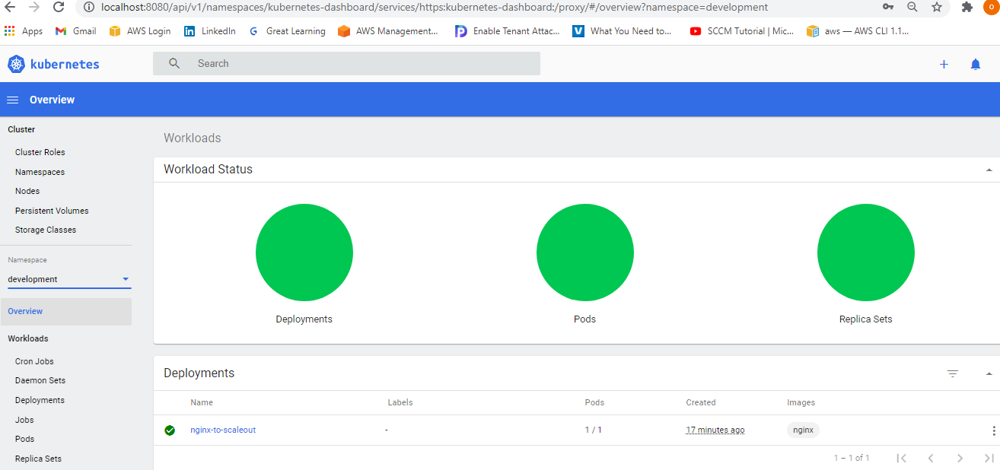 localhost:8080/api/v1/namespaces/kubernetes-dashboard/services/https:kubernetes-dashboard:/proxy/#/overview?namespace=development
O
Apps Gmail AWS Login LinkedIn Great Learning AWS Management... Enable Tenant Attac... What You Need to... SCCM Tutorial | Mic... aws — AWS CLI 1.1...
kubernetes Search
Overview
Cluster
Cluster Roles
Namespaces
Nodes
Persistent Volumes
Storage Classes
Namespace
development
Overview
Workloads
Cron Jobs
Daemon Sets
Deployments
Jobs
Pods
Replica Sets
Workloads
Workload Status
Deployments Pods Replica Sets
Deployments
Name Labels Pods Created Images
nginx-to-scaleout - 1 / 1 17 minutes ago nginx
1 – 1 of 1